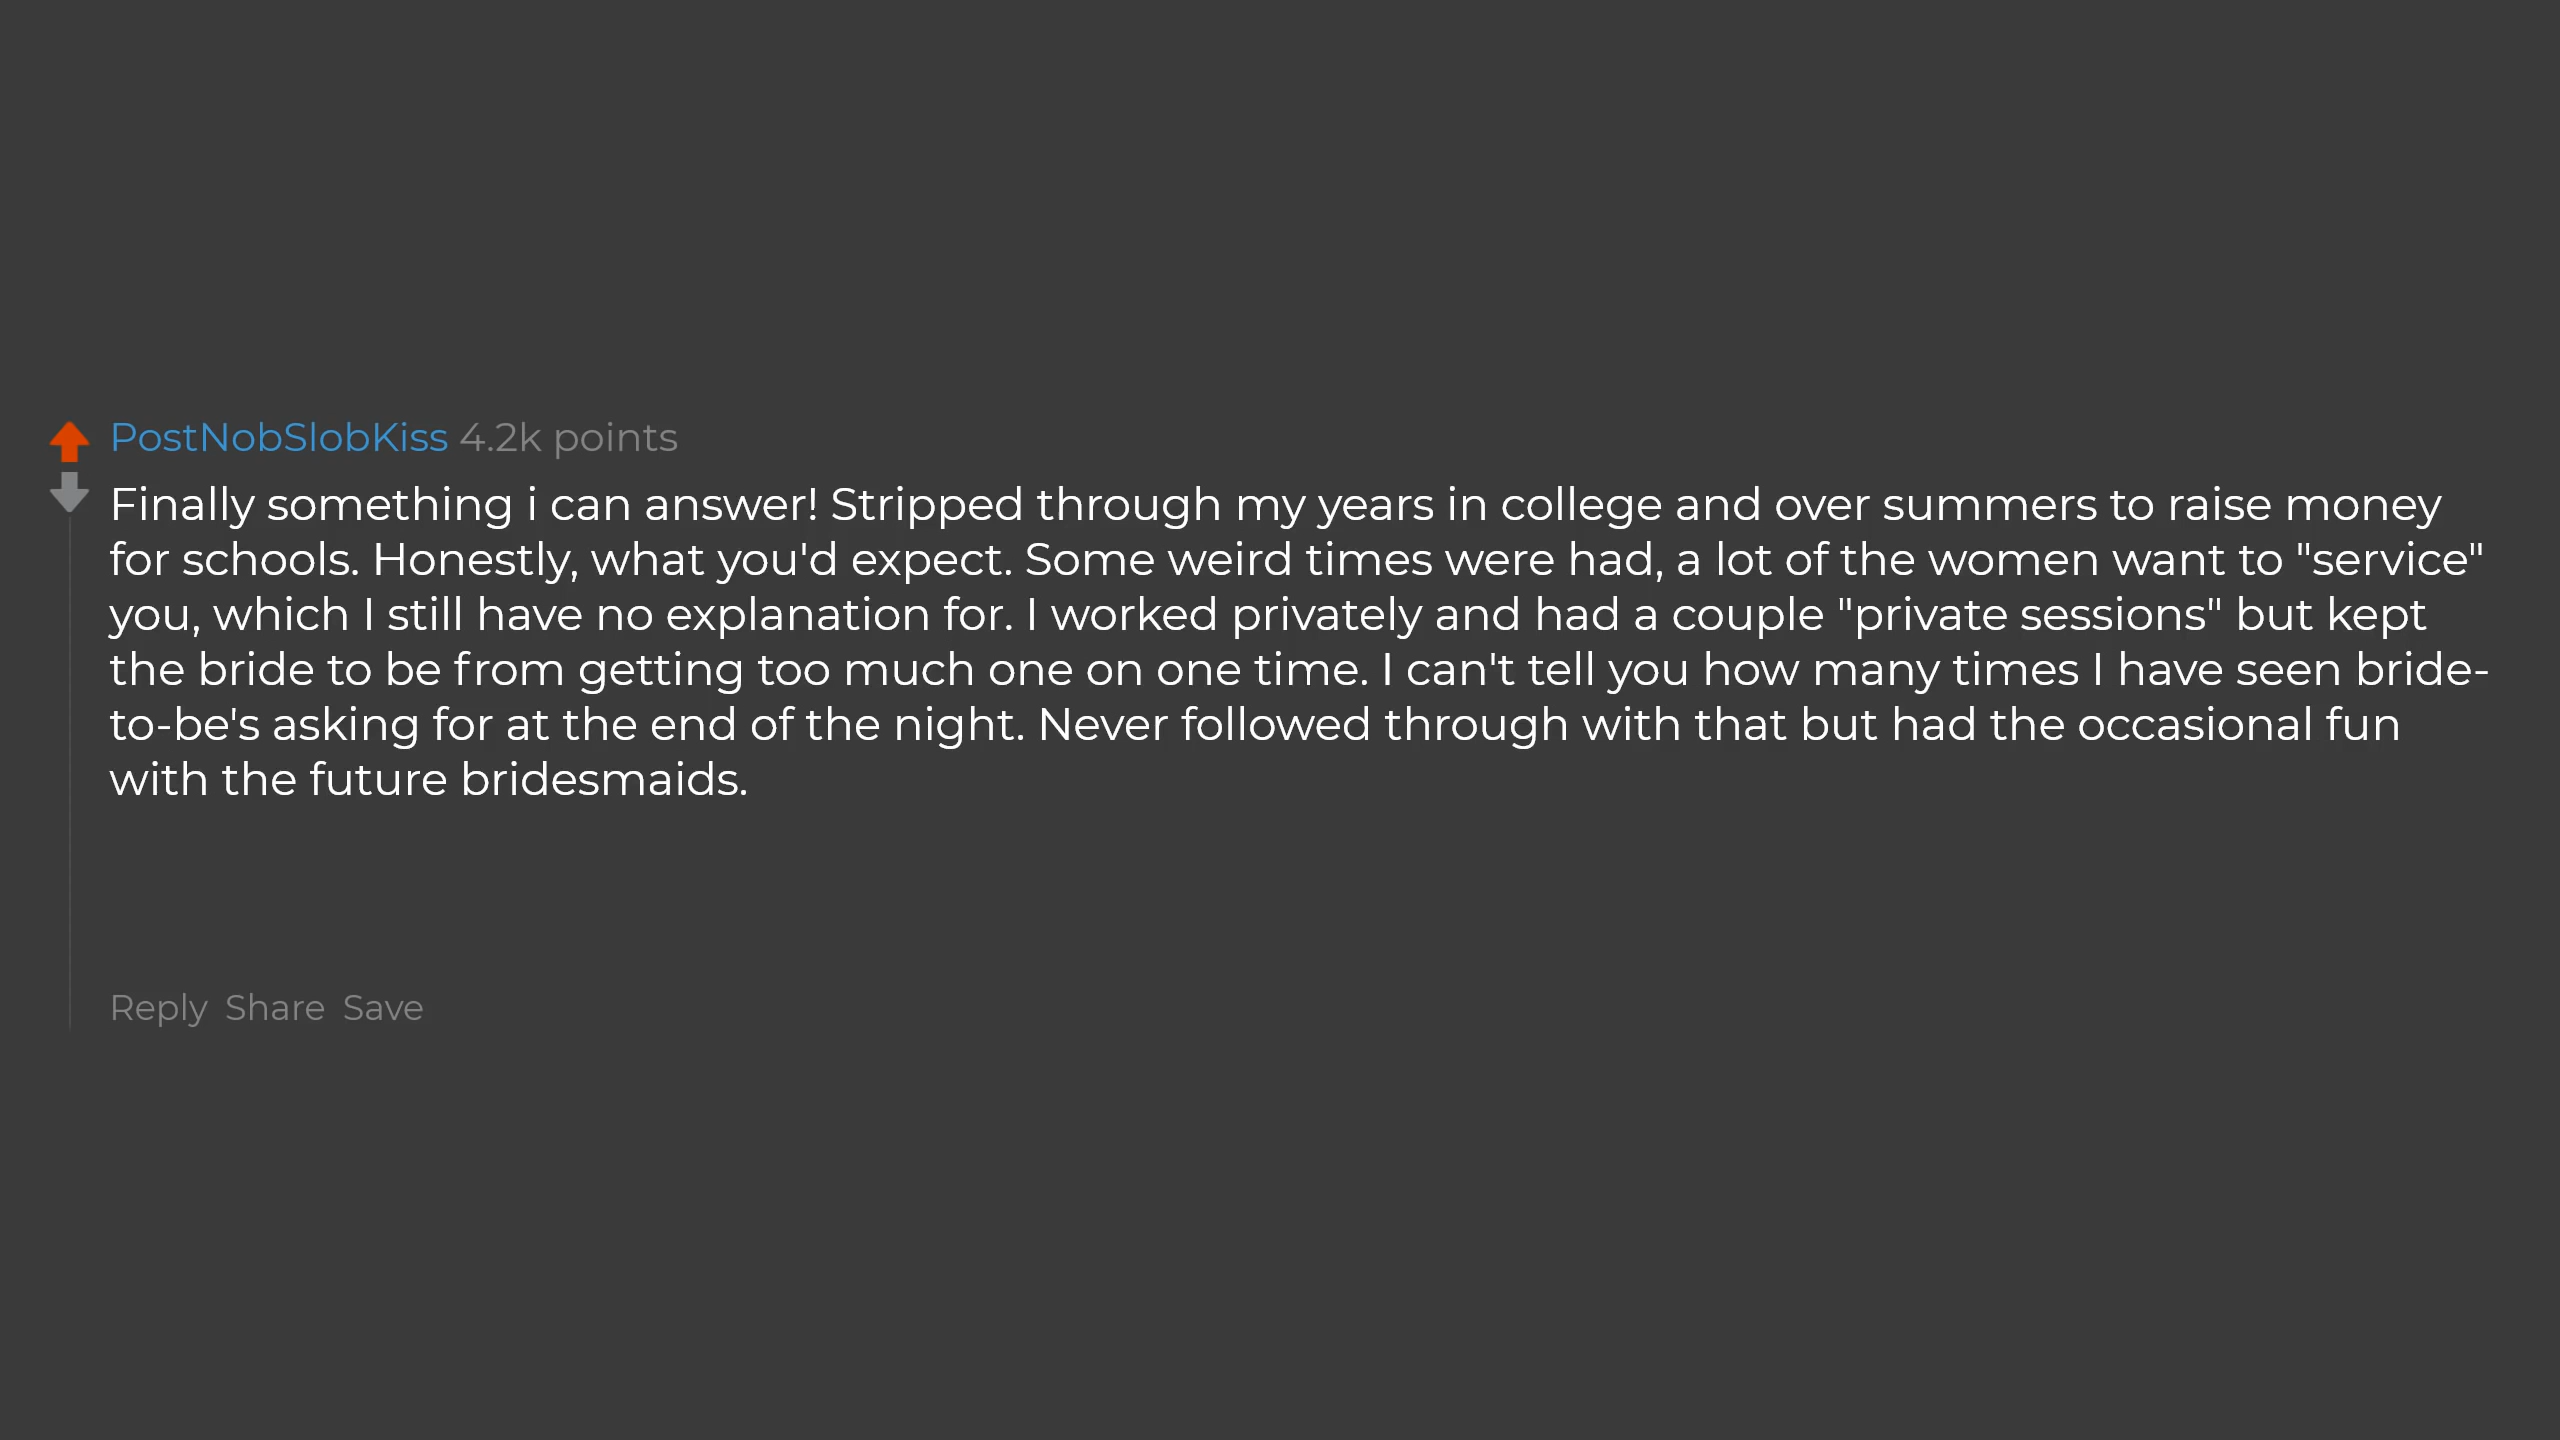 PostNobSlobKiss 4.2k points
Finally something i can answer! Stripped through my years in college and over summers to raise money
for schools. Honestly, what you'd expect. Some weird times were had, a lot of the women want to "service"
you, which I still have no explanation for. I worked privately and had a couple "private sessions" but kept
the bride to be from getting too much one on one time. I can't tell you how many times I have seen bride-
to-be's asking for at the end of the night. Never followed through with that but had the occasional fun
with the future bridesmaids.
Reply Share Save